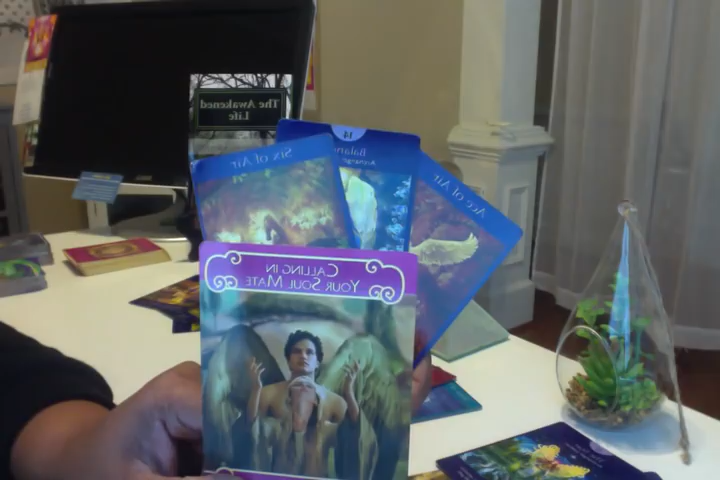 The Awakened
Life
Six of Air
14
Balance
Ace of Air
CALLING IN
YOUR SOUL MATE